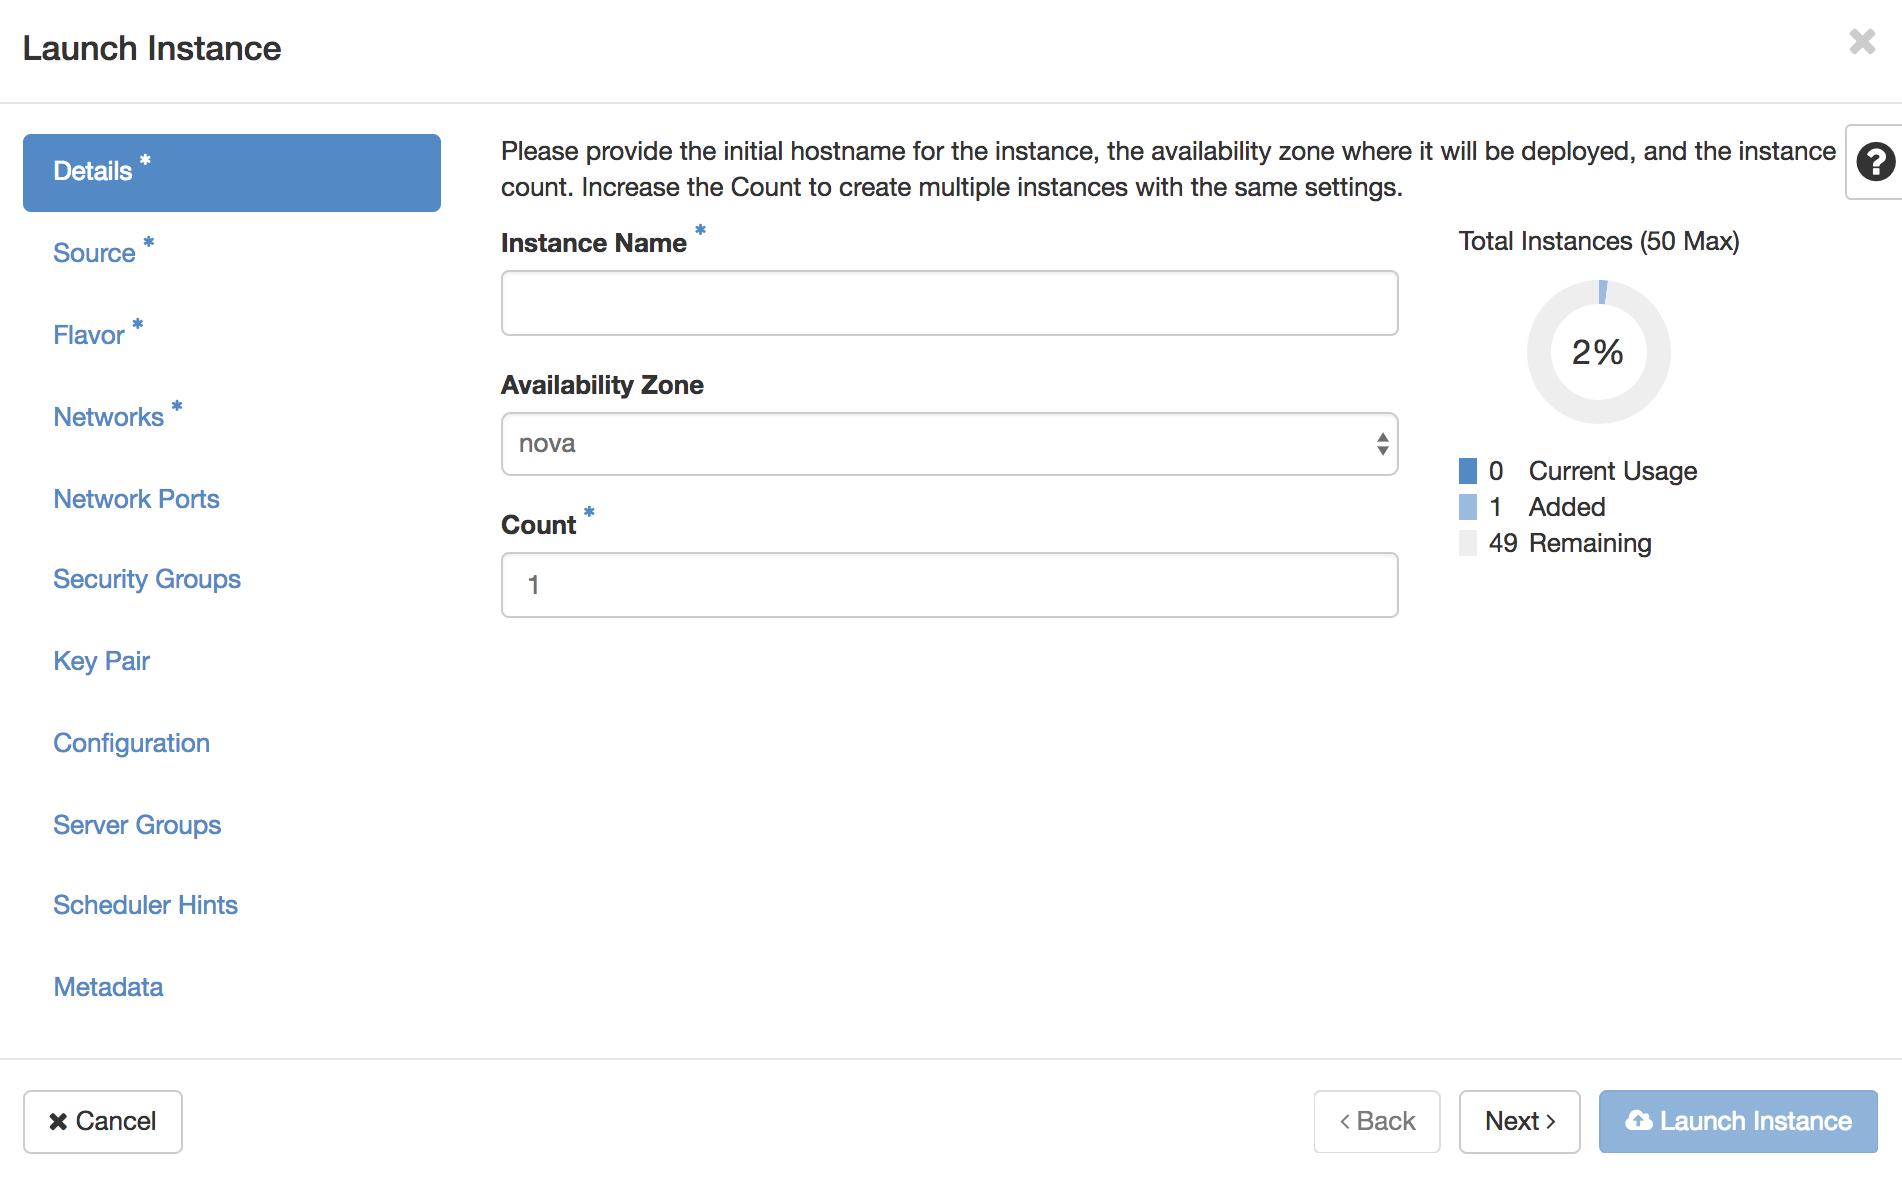 Launch Instance
Details *
Source *
Flavor *
Networks *
Network Ports
Security Groups
Key Pair
Configuration
Server Groups
Scheduler Hints
Metadata
Please provide the initial hostname for the instance, the availability zone where it will be deployed, and the instance
count. Increase the Count to create multiple instances with the same settings.
Instance Name *
Availability Zone
nova
Count *
1
Total Instances (50 Max)
2%
0 Current Usage
1 Added
49 Remaining
Cancel
< Back
Next >
Launch Instance